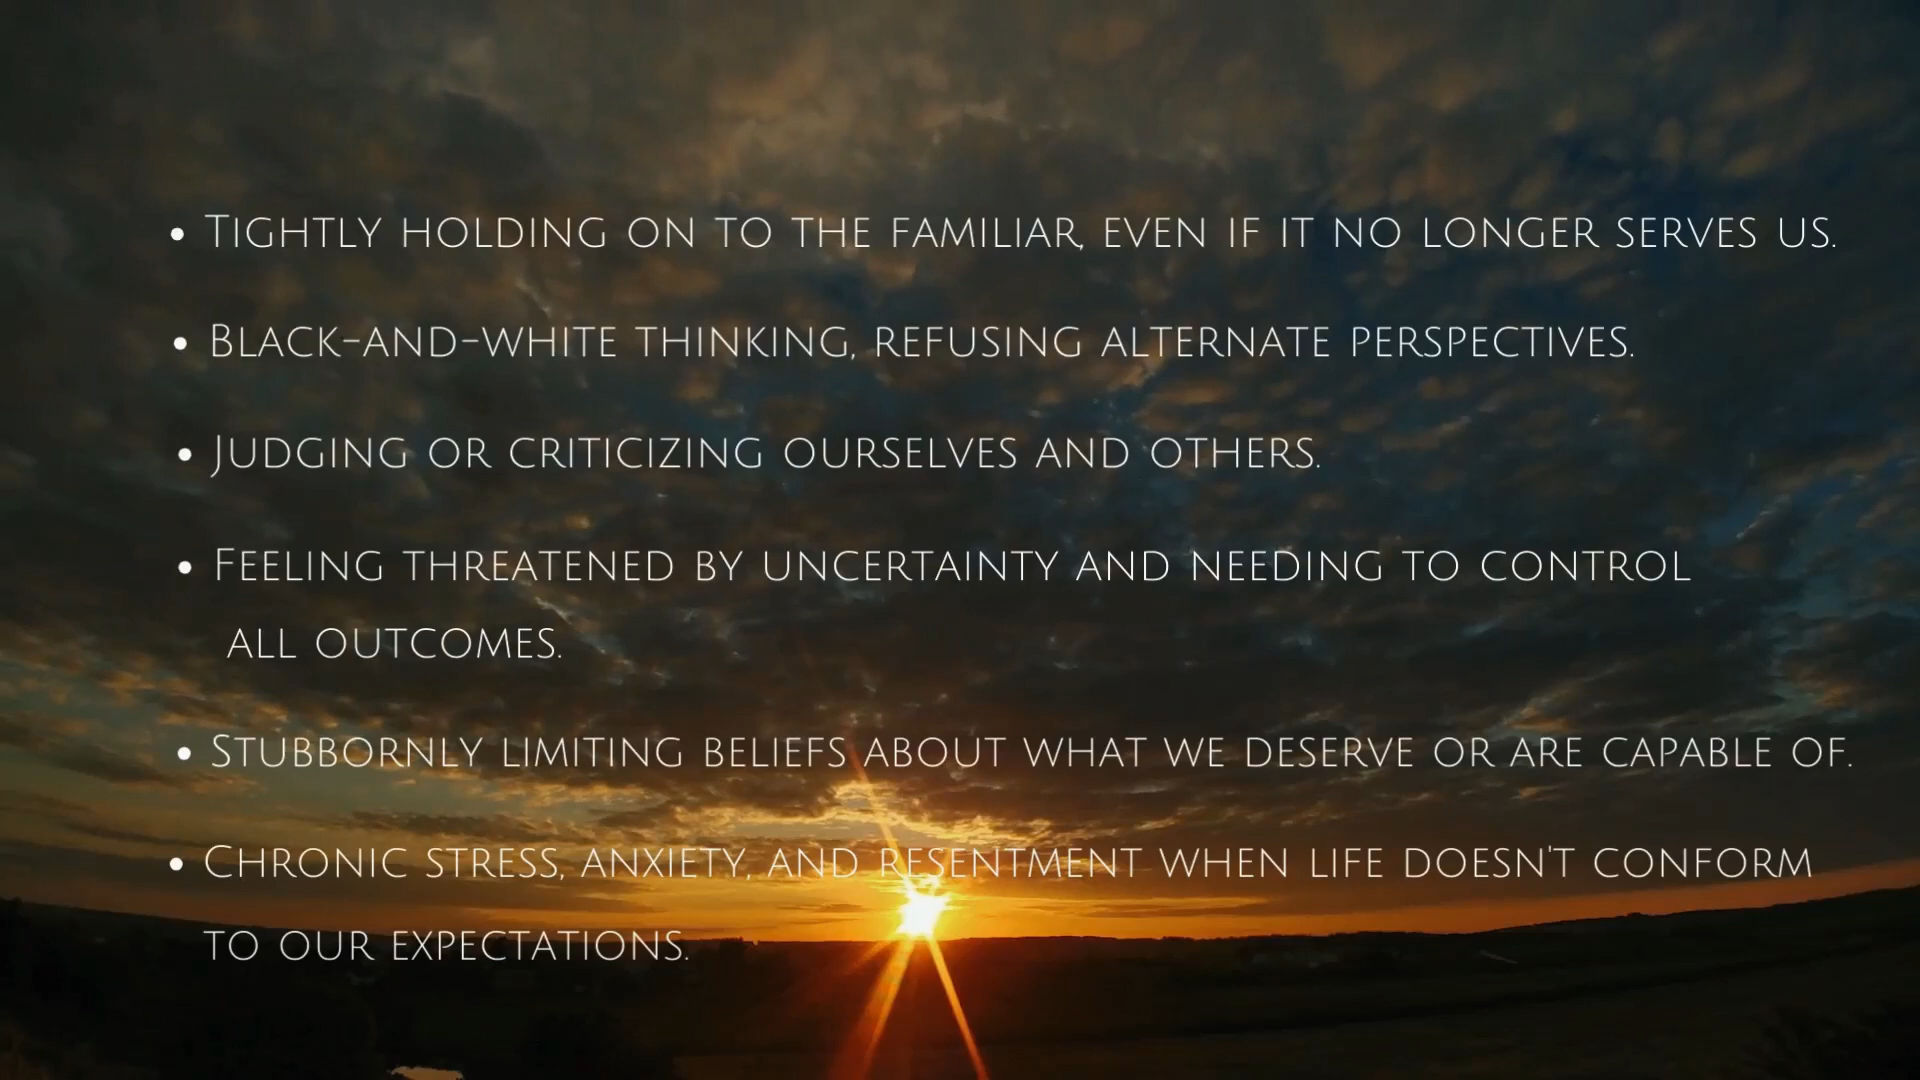 • Tightly holding on to the familiar, even if it no longer serves us.
• Black-and-white thinking, refusing alternate perspectives.
• Judging or criticizing ourselves and others.
• Feeling threatened by uncertainty and needing to control
all outcomes.
• Stubbornly limiting beliefs about what we deserve or are capable of.
• Chronic stress, anxiety, and resentment when life doesn't conform
to our expectations.